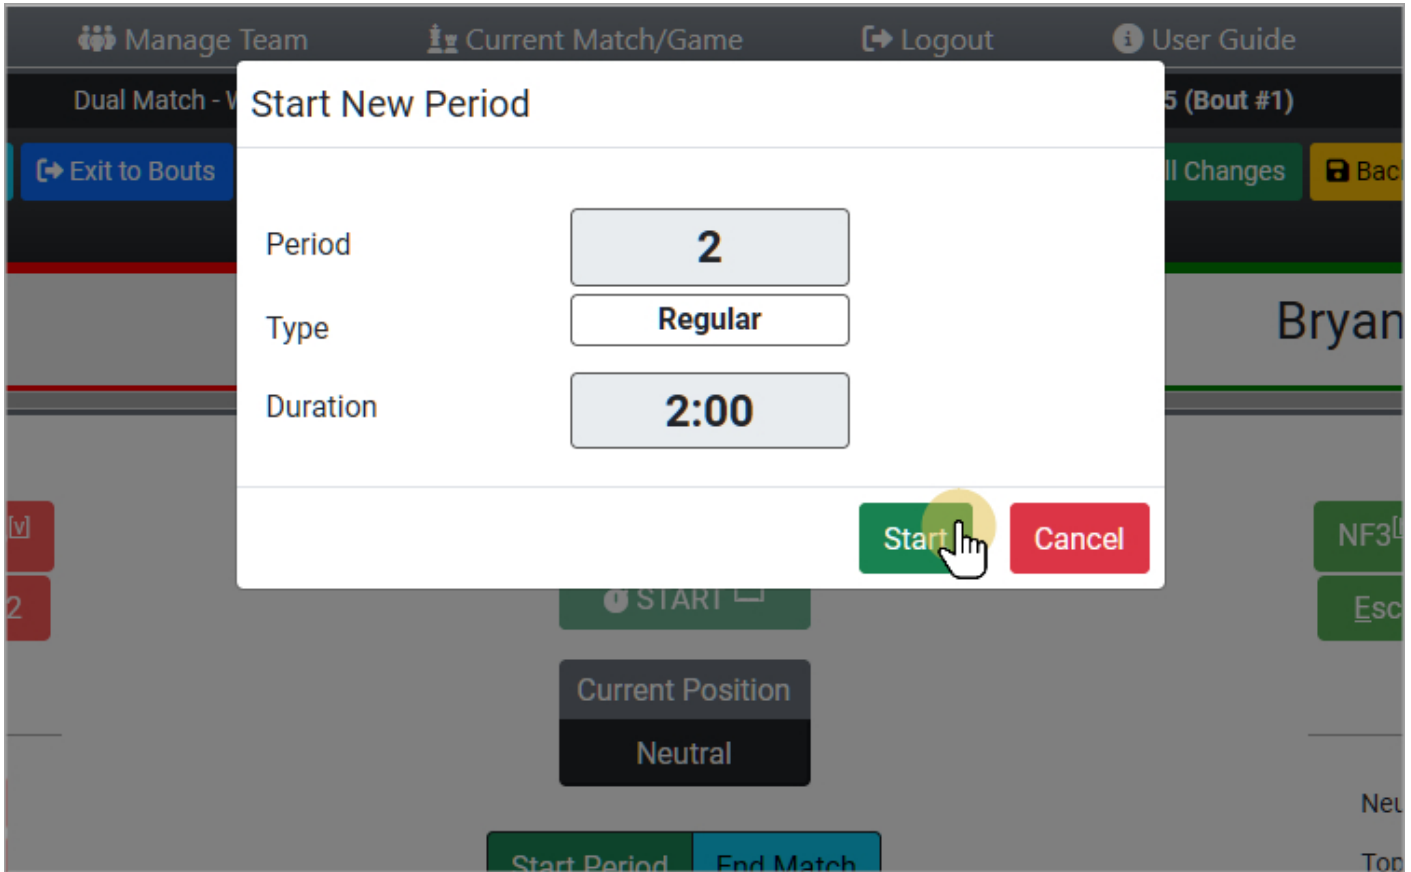 Manage Team Current Match/Game Logout User Guide
Dual Match - 5 (Bout #1)
Start New Period
Exit to Bouts Changes
Period 2
Type Regular
Bryan
Duration 2:00
[v] Start Cancel NF3
2 START Esc
Current Position
Neutral
Start Period End Match Top